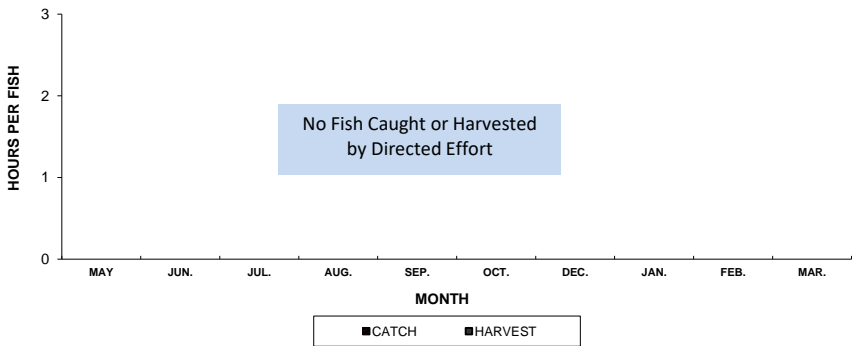 3
2
1
0
HOURS PER FISH
No Fish Caught or Harvested
by Directed Effort
MAY JUN. JUL. AUG. SEP. OCT. DEC. JAN. FEB. MAR.
MONTH
CATCH HARVEST